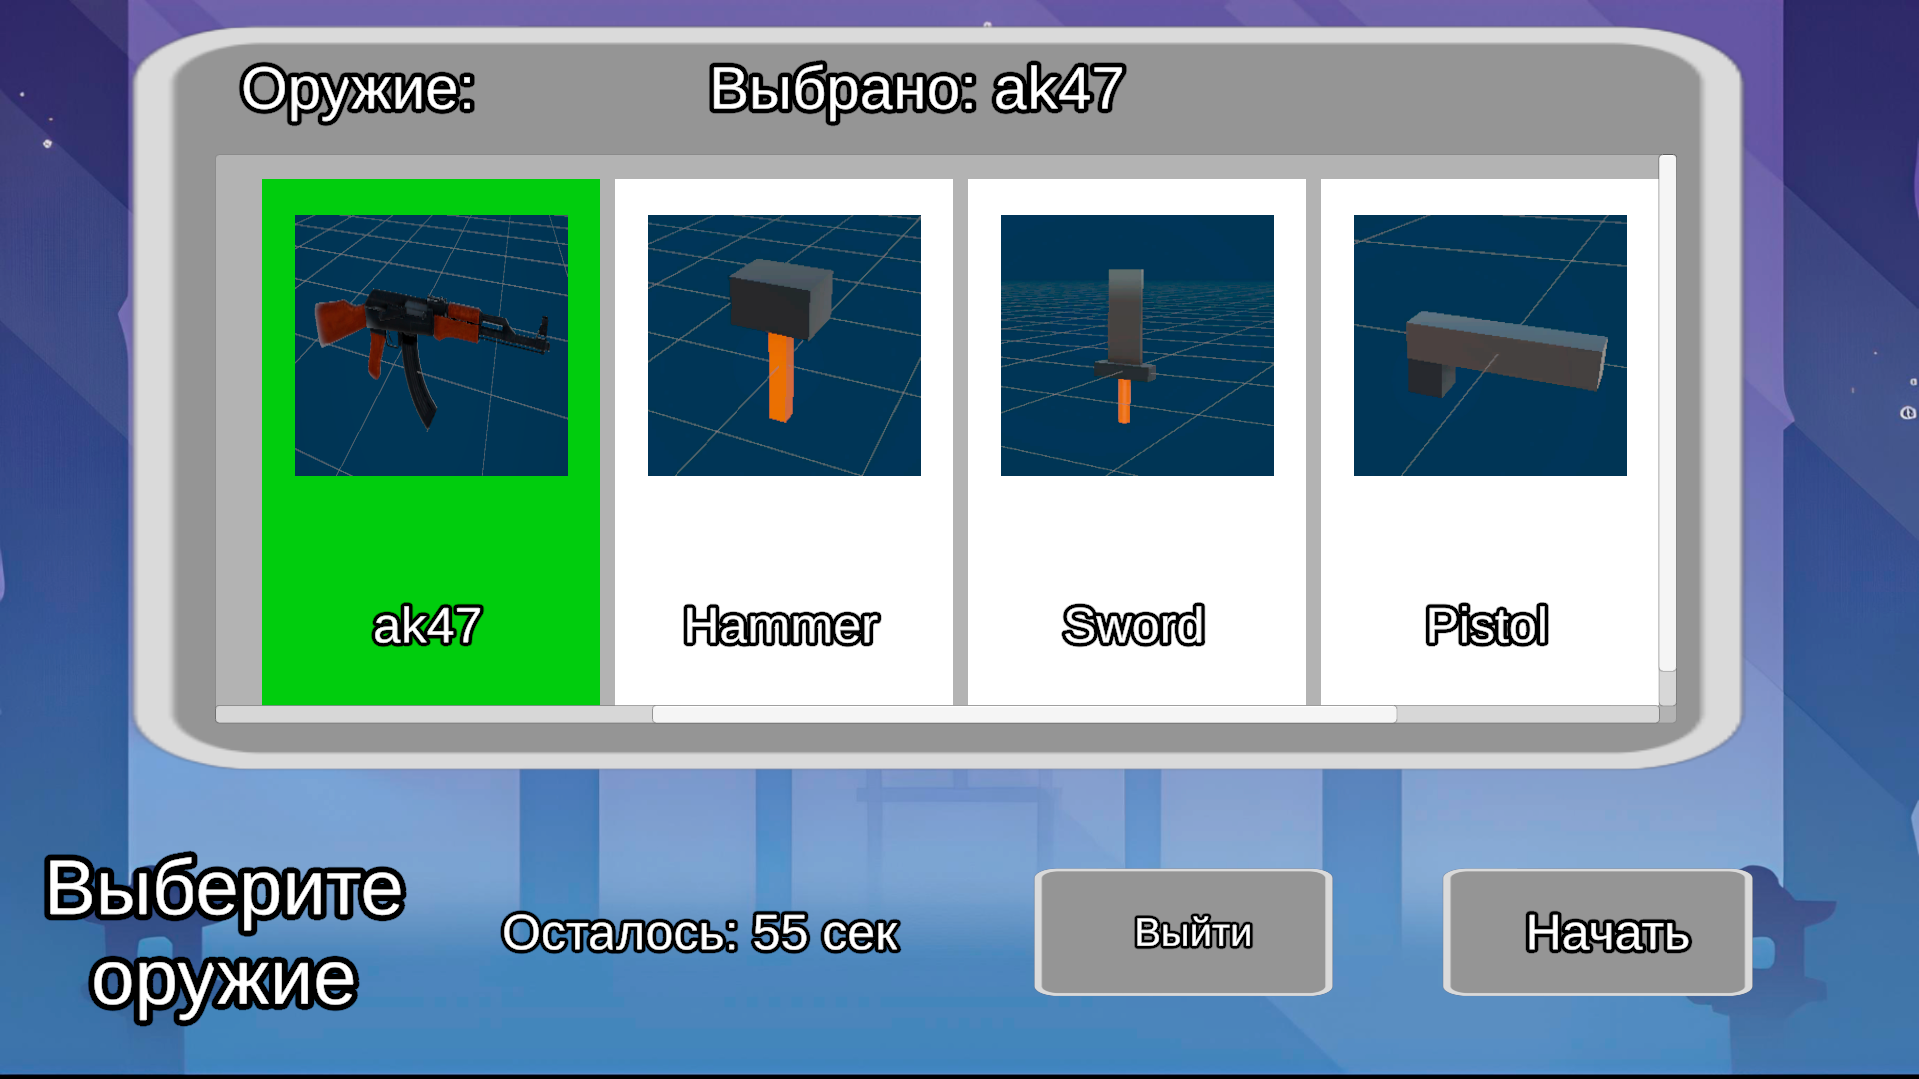 Оружие:
Выбрано: ak47
ak47
Hammer
Sword
Pistol
Выберите
оружие
Осталось: 55 сек
Выйти
Начать